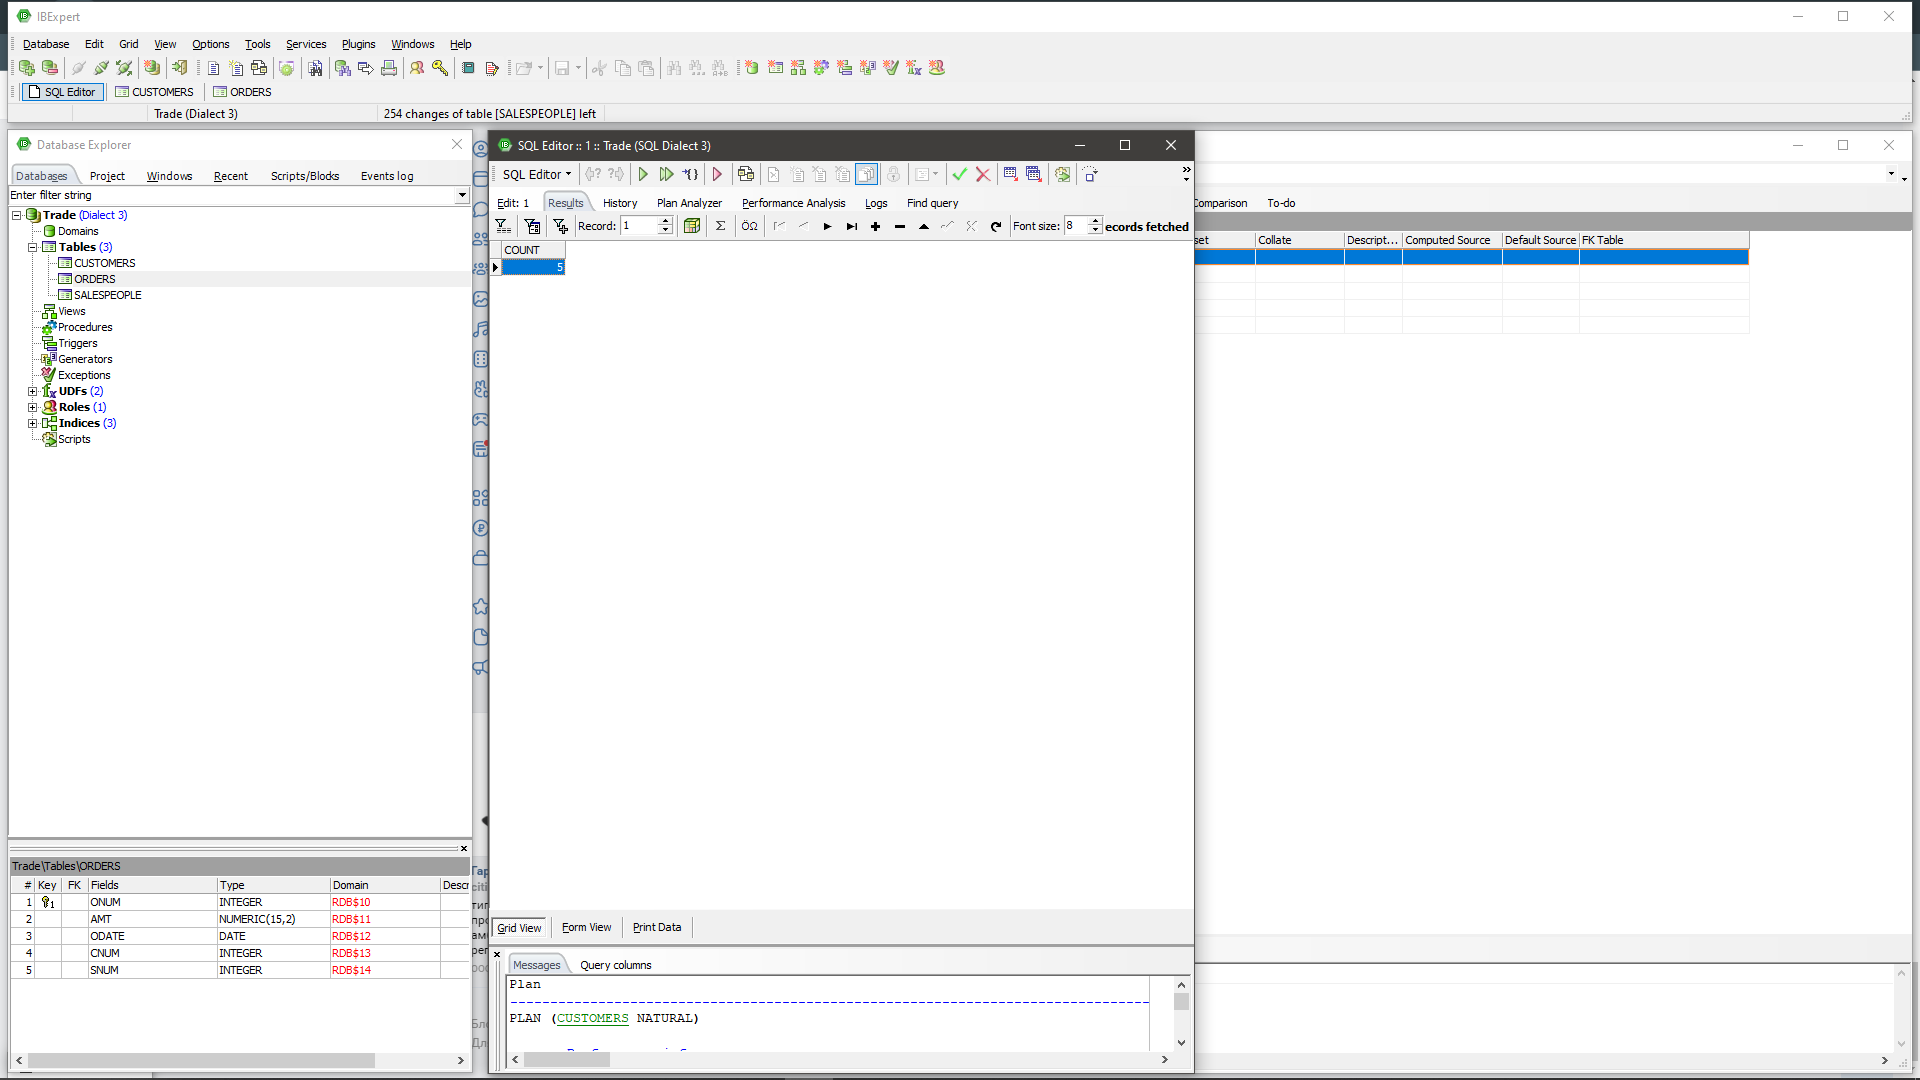 IBExpert
Database Edit Grid View Options Tools Services Plugins Windows Help
SQL Editor CUSTOMERS ORDERS
Trade (Dialect 3) 254 changes of table [SALESPEOPLE] left
Database Explorer
Databases Project Windows Recent Scripts/Blocks Events log
Enter filter string
Trade (Dialect 3)
Domains
Tables (3)
CUSTOMERS
ORDERS
SALESPEOPLE
Views
Procedures
Triggers
Generators
Exceptions
UDFs (2)
Roles (1)
Indices (3)
Scripts
Trade\Tables\ORDERS
# Key FK Fields Type Domain Descr
1 1 ONUM INTEGER RDB$10
2 AMT NUMERIC(15,2) RDB$11
3 ODATE DATE RDB$12
4 CNUM INTEGER RDB$13
5 SNUM INTEGER RDB$14
SQL Editor :: 1 :: Trade (SQL Dialect 3)
SQL Editor
Edit: 1 Results History Plan Analyzer Performance Analysis Logs Find query
Record: 1 Σ ÖΩ Font size: 8 ecords fetched
COUNT
5
Grid View Form View Print Data
Messages Query columns
Plan
--------------------------------------------------------------------------------
PLAN (CUSTOMERS NATURAL)
Comparison To-do
set Collate Descript... Computed Source Default Source FK Table